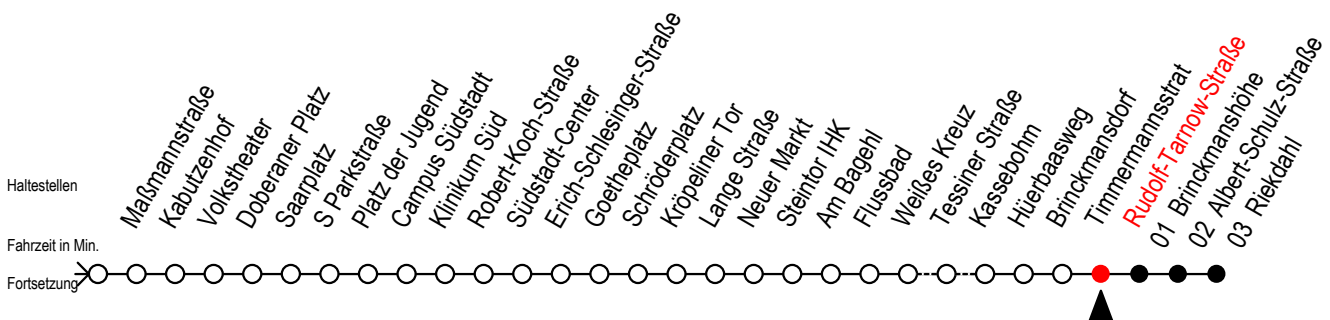 Haltestellen
Maßmannstraße
Kabutzenhof
Volkstheater
Doberaner Platz
Saarplatz
S Parkstraße
Platz der Jugend
Campus Südstadt
Klinikum Süd
Robert-Koch-Straße
Südstadt-Center
Erich-Schlesinger-Straße
Goetheplatz
Schröderplatz
Kröpeliner Tor
Lange Straße
Neuer Markt
Steintor IHK
Am Bagehl
Flussbad
Weißes Kreuz
Tessiner Straße
Kassebohm
Hüerbaasweg
Brinckmansdorf
Timmermannsstrat
Rudolf-Tarnow-Straße
01 Brinckmanshöhe
02 Albert-Schulz-Straße
03 Riekdahl
Fahrzeit in Min.
Fortsetzung